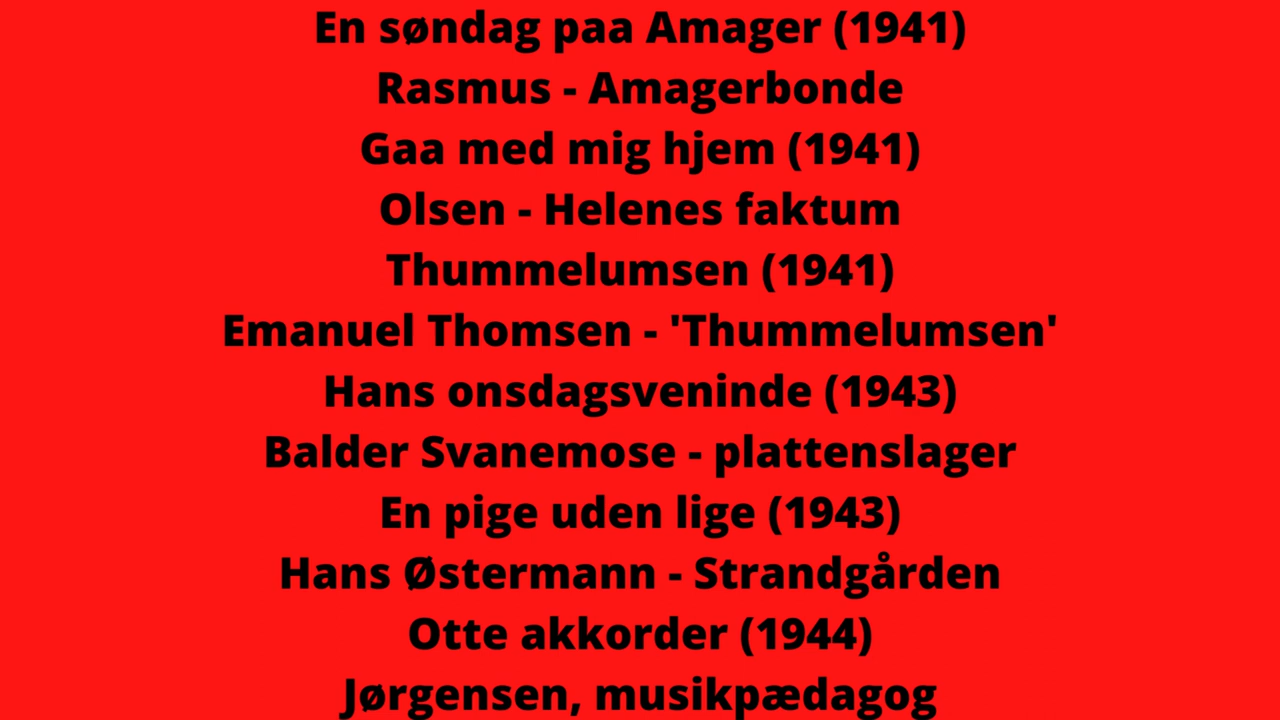 En søndag paa Amager (1941)
Rasmus - Amagerbonde
Gaa med mig hjem (1941)
Olsen - Helenes faktum
Thummelumsen (1941)
Emanuel Thomsen - 'Thummelumsen'
Hans onsdagsveninde (1943)
Balder Svanemose - plattenslager
En pige uden lige (1943)
Hans Østermann - Strandgården
Otte akkorder (1944)
Jørgensen, musikpædagog